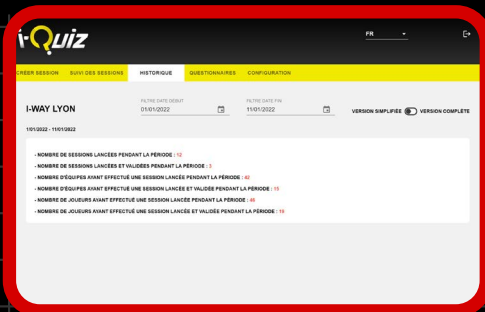 i-Quiz
FR
CRÉER SESSION SUIVI DES SESSIONS HISTORIQUE QUESTIONNAIRES CONFIGURATION
I-WAY LYON
FILTRE DATE DÉBUT
01/01/2022
FILTRE DATE FIN
11/01/2022
VERSION SIMPLIFIÉE VERSION COMPLÈTE
1/01/2022 - 11/01/2022
- NOMBRE DE SESSIONS LANCÉES PENDANT LA PÉRIODE : 12
- NOMBRE DE SESSIONS LANCÉES ET VALIDÉES PENDANT LA PÉRIODE : 3
- NOMBRE D'ÉQUIPES AYANT EFFECTUÉ UNE SESSION LANCÉE PENDANT LA PÉRIODE : 43
- NOMBRE D'ÉQUIPES AYANT EFFECTUÉ UNE SESSION LANCÉE ET VALIDÉE PENDANT LA PÉRIODE : 15
- NOMBRE DE JOUEURS AYANT EFFECTUÉ UNE SESSION LANCÉE PENDANT LA PÉRIODE : 46
- NOMBRE DE JOUEURS AYANT EFFECTUÉ UNE SESSION LANCÉE ET VALIDÉE PENDANT LA PÉRIODE :